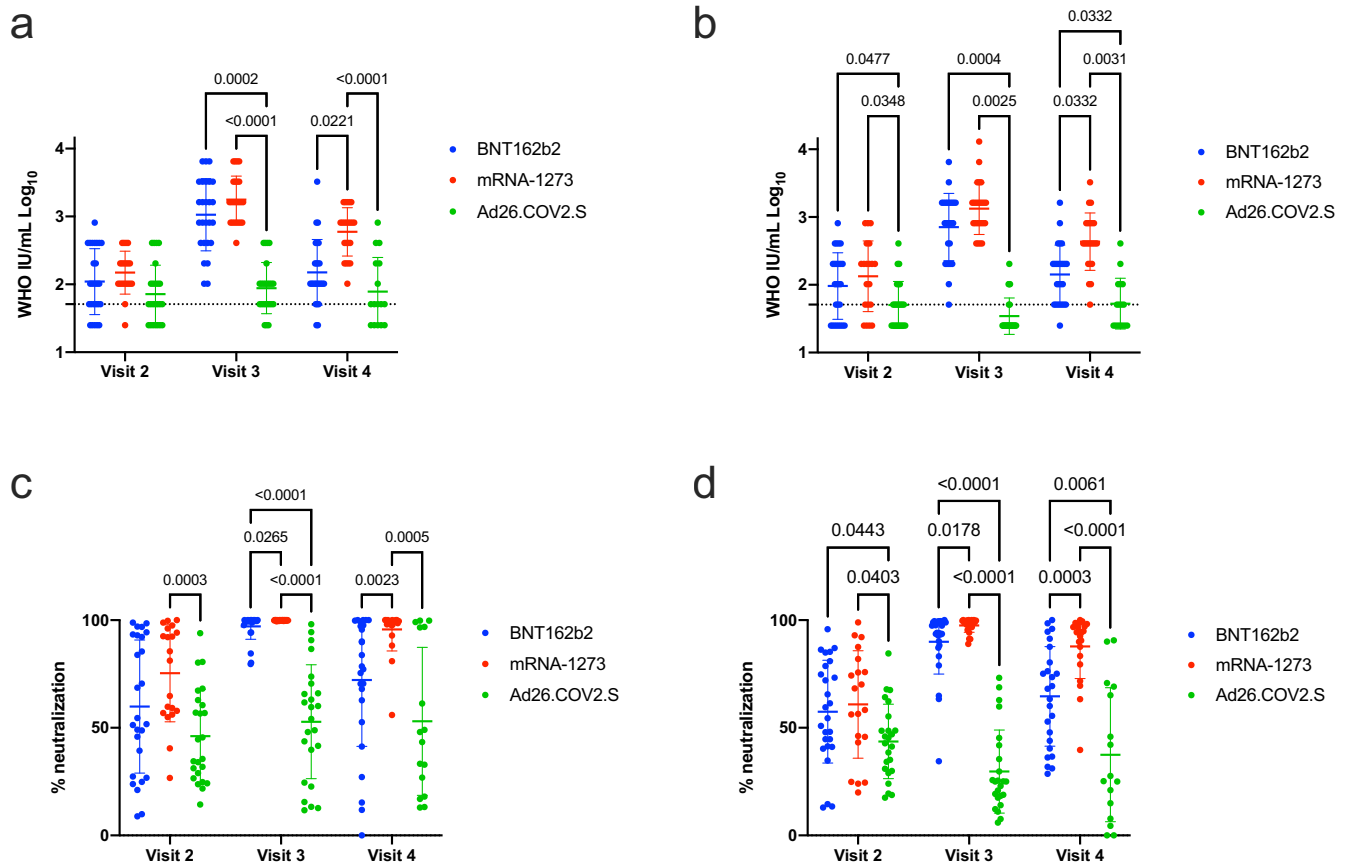 a
0.0002
<0.0001
<0.0001
0.0221
4
3
2
1
WHO IU/mL Log10
Visit 2
Visit 3
Visit 4
BNT162b2
mRNA-1273
Ad26.COV2.S
b
0.0332
0.0477
0.0004
0.0031
0.0348
0.0025
0.0332
4
3
2
1
WHO IU/mL Log10
Visit 2
Visit 3
Visit 4
BNT162b2
mRNA-1273
Ad26.COV2.S
c
<0.0001
0.0265
0.0005
0.0003
<0.0001
0.0023
100
50
0
% neutralization
Visit 2
Visit 3
Visit 4
BNT162b2
mRNA-1273
Ad26.COV2.S
d
<0.0001
0.0061
0.0443
0.0178
<0.0001
0.0403
<0.0001
0.0003
100
50
0
% neutralization
Visit 2
Visit 3
Visit 4
BNT162b2
mRNA-1273
Ad26.COV2.S